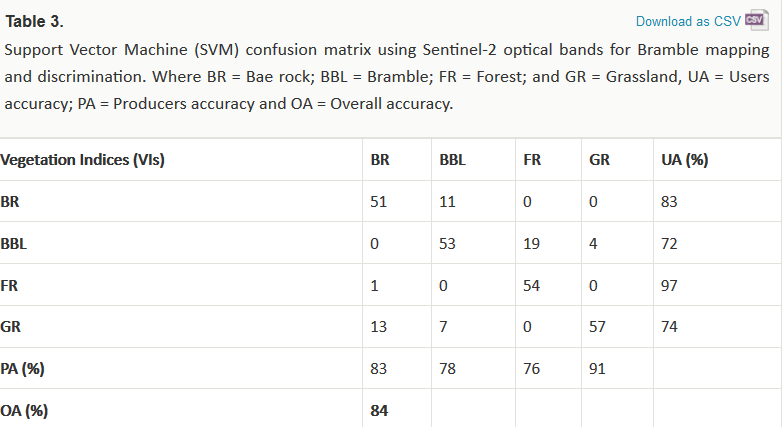 Table 3.
Download as CSV CSV
Support Vector Machine (SVM) confusion matrix using Sentinel-2 optical bands for Bramble mapping
and discrimination. Where BR = Bae rock; BBL = Bramble; FR = Forest; and GR = Grassland, UA = Users
accuracy; PA = Producers accuracy and OA = Overall accuracy.
Vegetation Indices (VIs) BR BBL FR GR UA (%)
BR 51 11 0 0 83
BBL 0 53 19 4 72
FR 1 0 54 0 97
GR 13 7 0 57 74
PA (%) 83 78 76 91
OA (%) 84